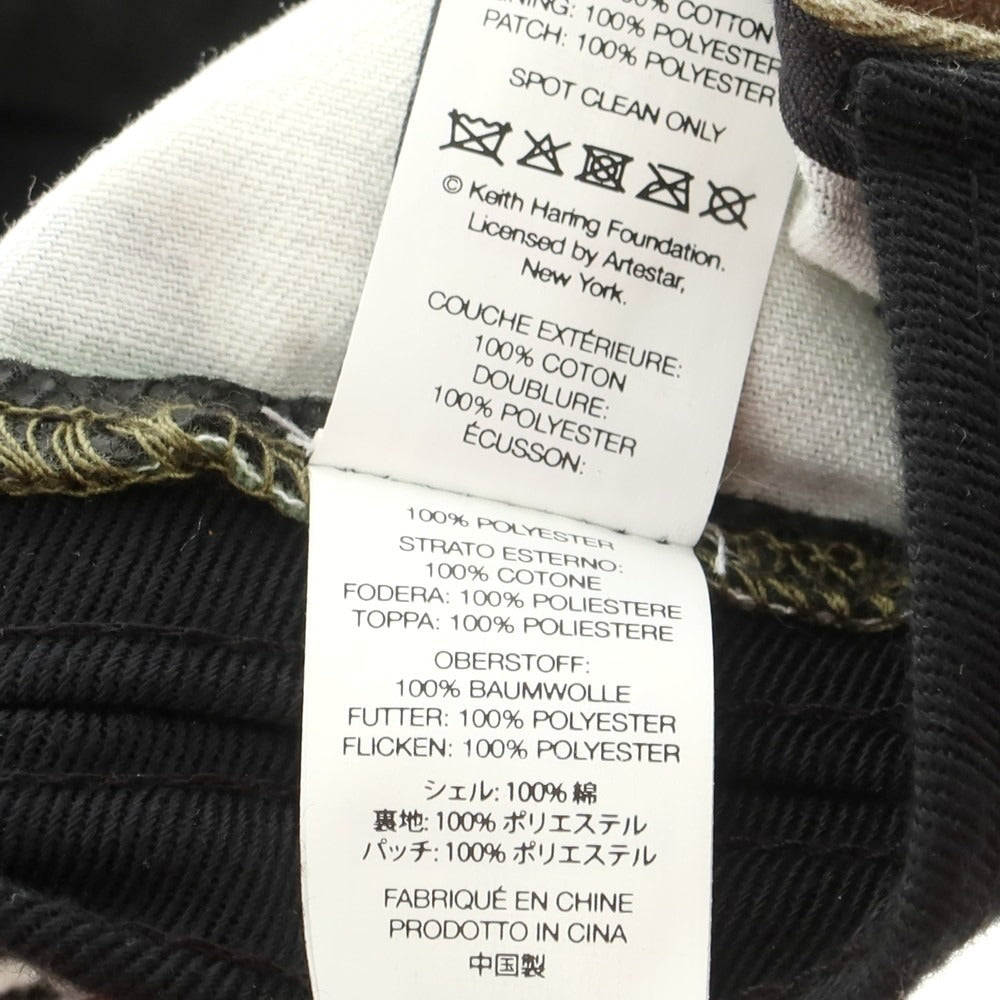 COTTON
100% POLYESTER
PATCH: 100% POLYESTER
SPOT CLEAN ONLY
© Keith Haring Foundation.
Licensed by Artestar,
New York.
COUCHE EXTÉRIEURE:
100% COTON
DOUBLURE:
100% POLYESTER
ÉCUSSON:
100% POLYESTER
STRATO ESTERNO:
100% COTONE
FODERA: 100% POLIESTERE
TOPPA: 100% POLIESTERE
OBERSTOFF:
100% BAUMWOLLE
FUTTER: 100% POLYESTER
FLICKEN: 100% POLYESTER
シェル: 100% 綿
裏地: 100% ポリエステル
パッチ: 100% ポリエステル
FABRIQUÉ EN CHINE
PRODOTTO IN CINA
中国製